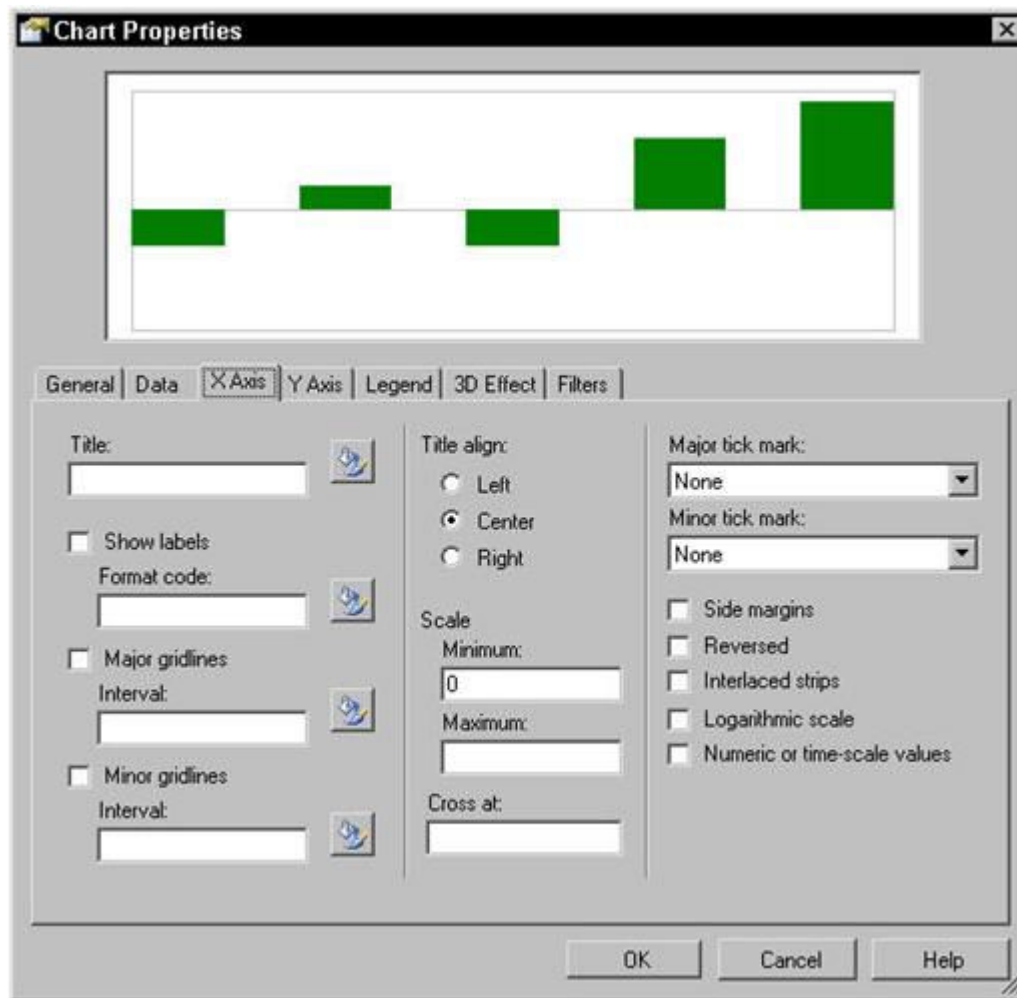 Chart Properties
General Data X Axis Y Axis Legend 3D Effect Filters
Title:
Show labels
Format code:
Major gridlines
Interval:
Minor gridlines
Interval:
Title align:
Left
Center
Right
Scale
Minimum:
0
Maximum:
Cross at:
Major tick mark:
None
Minor tick mark:
None
Side margins
Reversed
Interlaced strips
Logarithmic scale
Numeric or time-scale values
OK Cancel Help